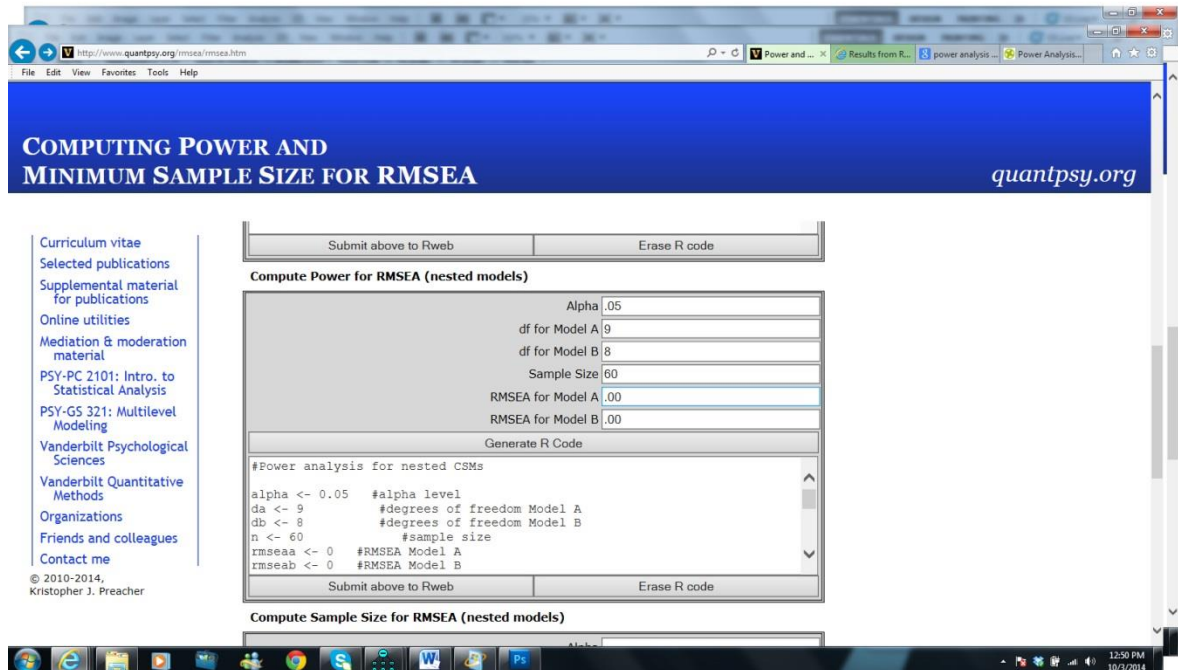 http://www.quantpsy.org/rmsea/rmsea.htm
Power and ...
Results from R...
power analysis ...
Power Analysis...
File Edit View Favorites Tools Help
COMPUTING POWER AND
MINIMUM SAMPLE SIZE FOR RMSEA
quantpsy.org
Curriculum vitae
Selected publications
Supplemental material
for publications
Online utilities
Mediation & moderation
material
PSY-PC 2101: Intro. to
Statistical Analysis
PSY-GS 321: Multilevel
Modeling
Vanderbilt Psychological
Sciences
Vanderbilt Quantitative
Methods
Organizations
Friends and colleagues
Contact me
© 2010-2014,
Kristopher J. Preacher
Submit above to Rweb Erase R code
Compute Power for RMSEA (nested models)
Alpha .05
df for Model A 9
df for Model B 8
Sample Size 60
RMSEA for Model A .00
RMSEA for Model B .00
Generate R Code
#Power analysis for nested CSMs
alpha <- 0.05 #alpha level
da <- 9 #degrees of freedom Model A
db <- 8 #degrees of freedom Model B
n <- 60 #sample size
rmseaa <- 0 #RMSEA Model A
rmseab <- 0 #RMSEA Model B
Submit above to Rweb Erase R code
Compute Sample Size for RMSEA (nested models)
12:50 PM
10/3/2014